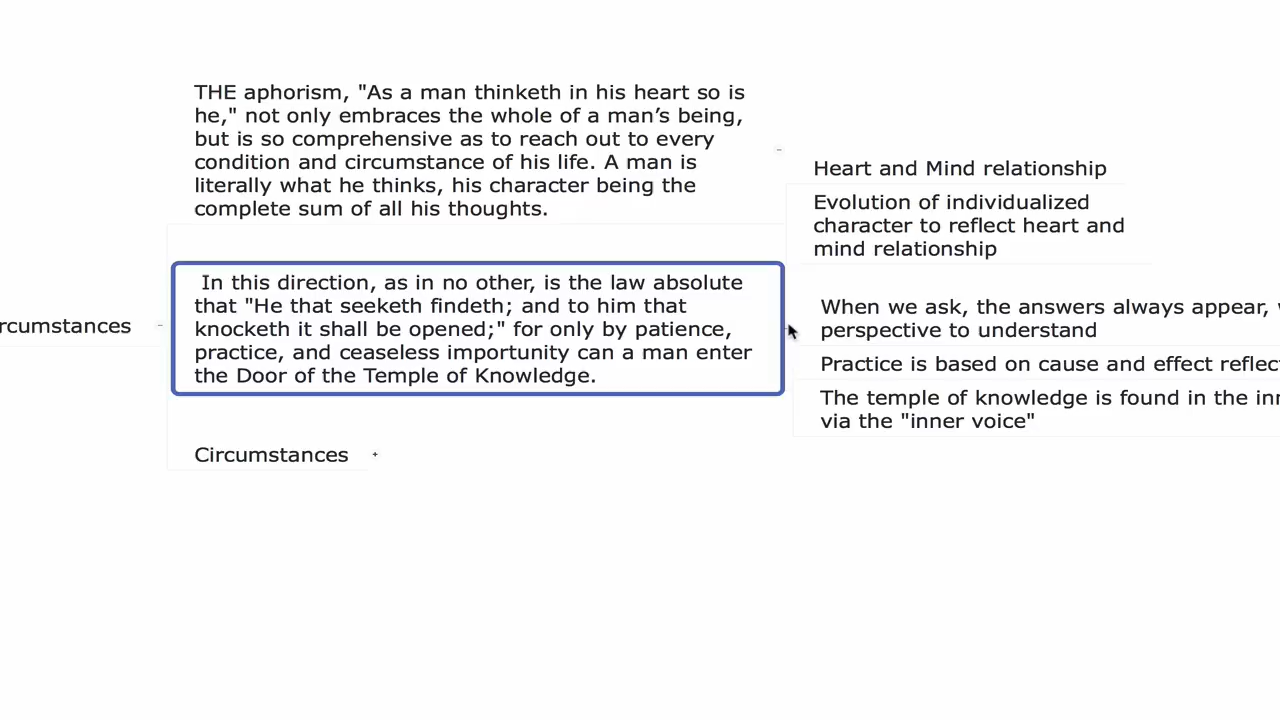 THE aphorism, "As a man thinketh in his heart so is
he," not only embraces the whole of a man’s being,
but is so comprehensive as to reach out to every
condition and circumstance of his life. A man is
literally what he thinks, his character being the
complete sum of all his thoughts.
Heart and Mind relationship
Evolution of individualized
character to reflect heart and
mind relationship
rcumstances
In this direction, as in no other, is the law absolute
that "He that seeketh findeth; and to him that
knocketh it shall be opened;" for only by patience,
practice, and ceaseless importunity can a man enter
the Door of the Temple of Knowledge.
When we ask, the answers always appear,
perspective to understand
Practice is based on cause and effect reflec
The temple of knowledge is found in the
via the "inner voice"
Circumstances +